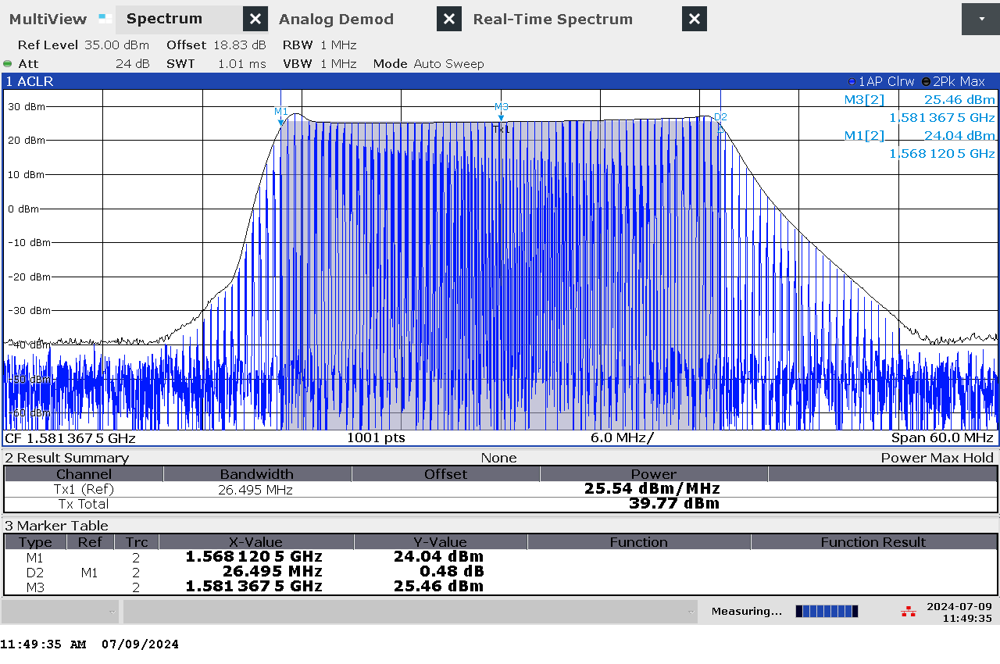 MultiView Spectrum Analog Demod Real-Time Spectrum
Ref Level 35.00 dBm Offset 18.83 dB RBW 1 MHz
Att 24 dB SWT 1.01 ms VBW 1 MHz Mode Auto Sweep
1 ACLR 1AP Clrw 2Pk Max
M3[2] 25.46 dBm
1.581 367 5 GHz
M1[2] 24.04 dBm
1.568 120 5 GHz
M1
M3
D2
Tx1
30 dBm
20 dBm
10 dBm
0 dBm
-10 dBm
-20 dBm
-30 dBm
-40 dBm
-50 dBm
-60 dBm
CF 1.581 367 5 GHz 1001 pts 6.0 MHz/ Span 60.0 MHz
2 Result Summary None Power Max Hold
Channel Bandwidth Offset Power
Tx1 (Ref) 26.495 MHz 25.54 dBm/MHz
Tx Total 39.77 dBm
3 Marker Table
Type Ref Trc X-Value Y-Value Function Function Result
M1 2 1.568 120 5 GHz 24.04 dBm
D2 M1 2 26.495 MHz 0.48 dB
M3 2 1.581 367 5 GHz 25.46 dBm
Measuring... 2024-07-09
11:49:35
11:49:35 AM 07/09/2024